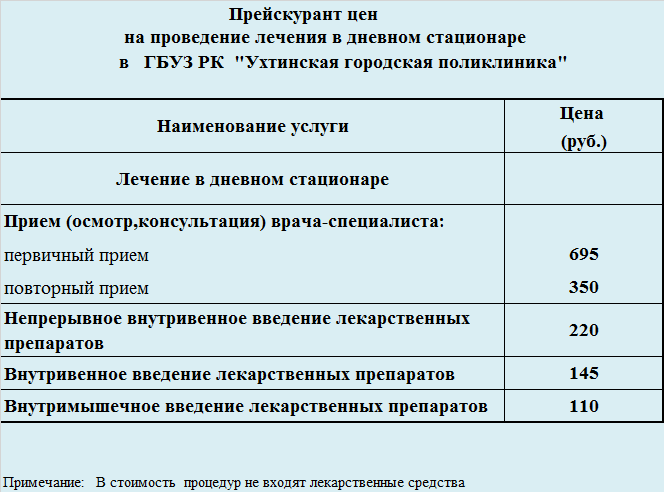 Прейскурант цен
на проведение лечения в дневном стационаре
в ГБУЗ РК "Ухтинская городская поликлиника"
Наименование услуги
Цена
(руб.)
Лечение в дневном стационаре
Прием (осмотр,консультация) врача-специалиста:
первичный прием 695
повторный прием 350
Непрерывное внутривенное введение лекарственных
препаратов
220
Внутривенное введение лекарственных препаратов 145
Внутримышечное введение лекарственных препаратов 110
Примечание: В стоимость процедур не входят лекарственные средства